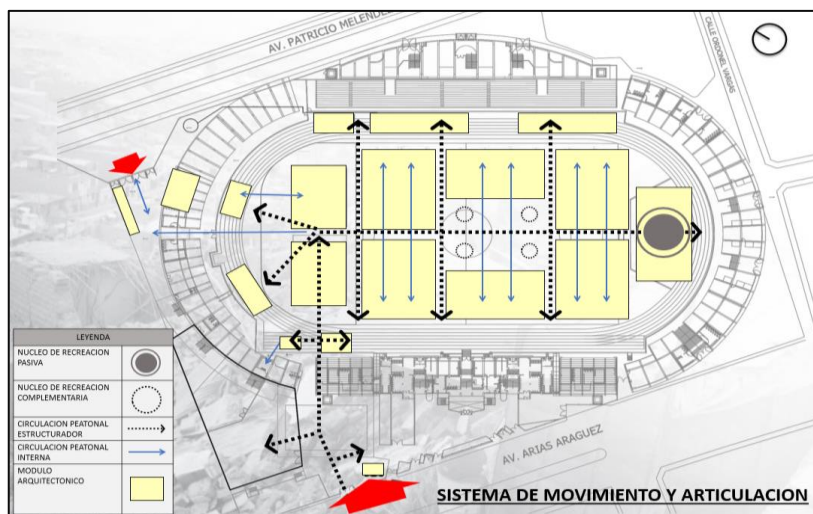 AV. PATRICIO MELENDEZ
CALLE CORONEL VARGAS
LEYENDA
NUCLEO DE RECREACION
PASIVA
NUCLEO DE RECREACION
COMPLEMENTARIA
CIRCULACION PEATONAL
ESTRUCTURADOR
CIRCULACION PEATONAL
INTERNA
MODULO
ARQUITECTONICO
AV. ARIAS ARAGUEZ
SISTEMA DE MOVIMIENTO Y ARTICULACION